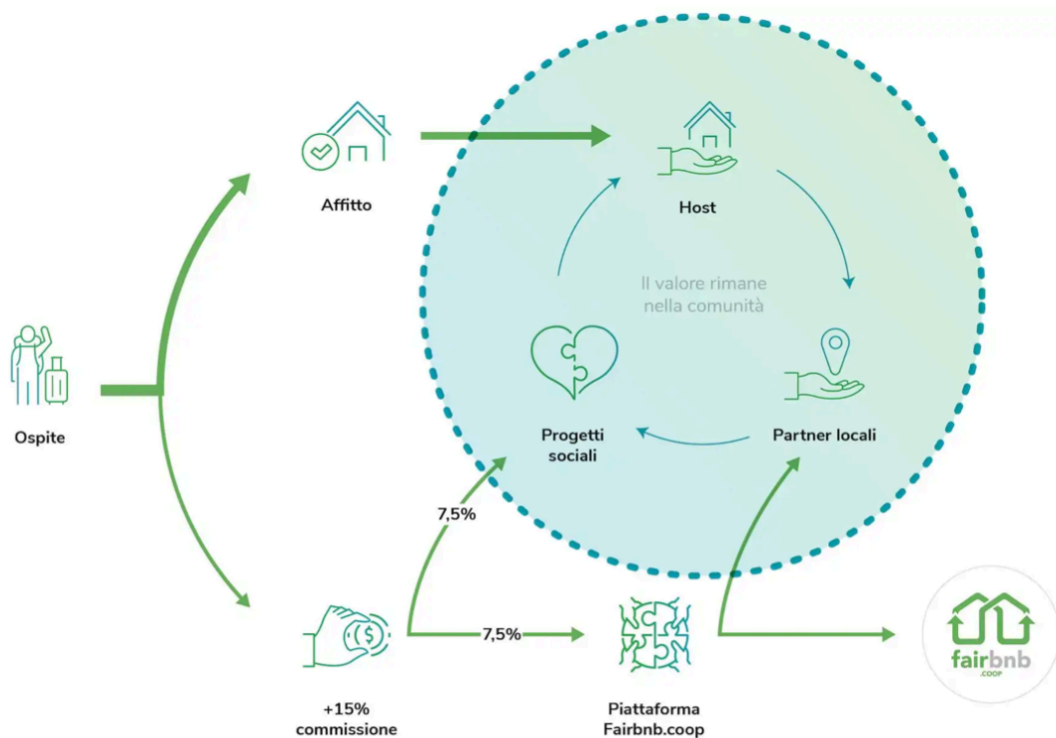 Affitto
Host
Il valore rimane
nella comunità
Ospite
Progetti
sociali
Partner locali
7,5%
7,5%
$
fairbnb
.COOP
+15%
commissione
Piattaforma
Fairbnb.coop